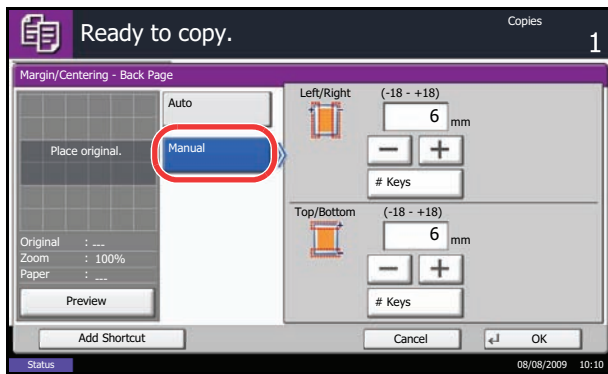 Ready to copy.
Copies
1
Margin/Centering - Back Page
Place original.
Original : ---
Zoom : 100%
Paper : ---
Preview
Auto
Manual
Left/Right (-18 - +18)
6 mm
# Keys
Top/Bottom (-18 - +18)
6 mm
# Keys
Add Shortcut
Cancel
OK
Status
08/08/2009 10:10